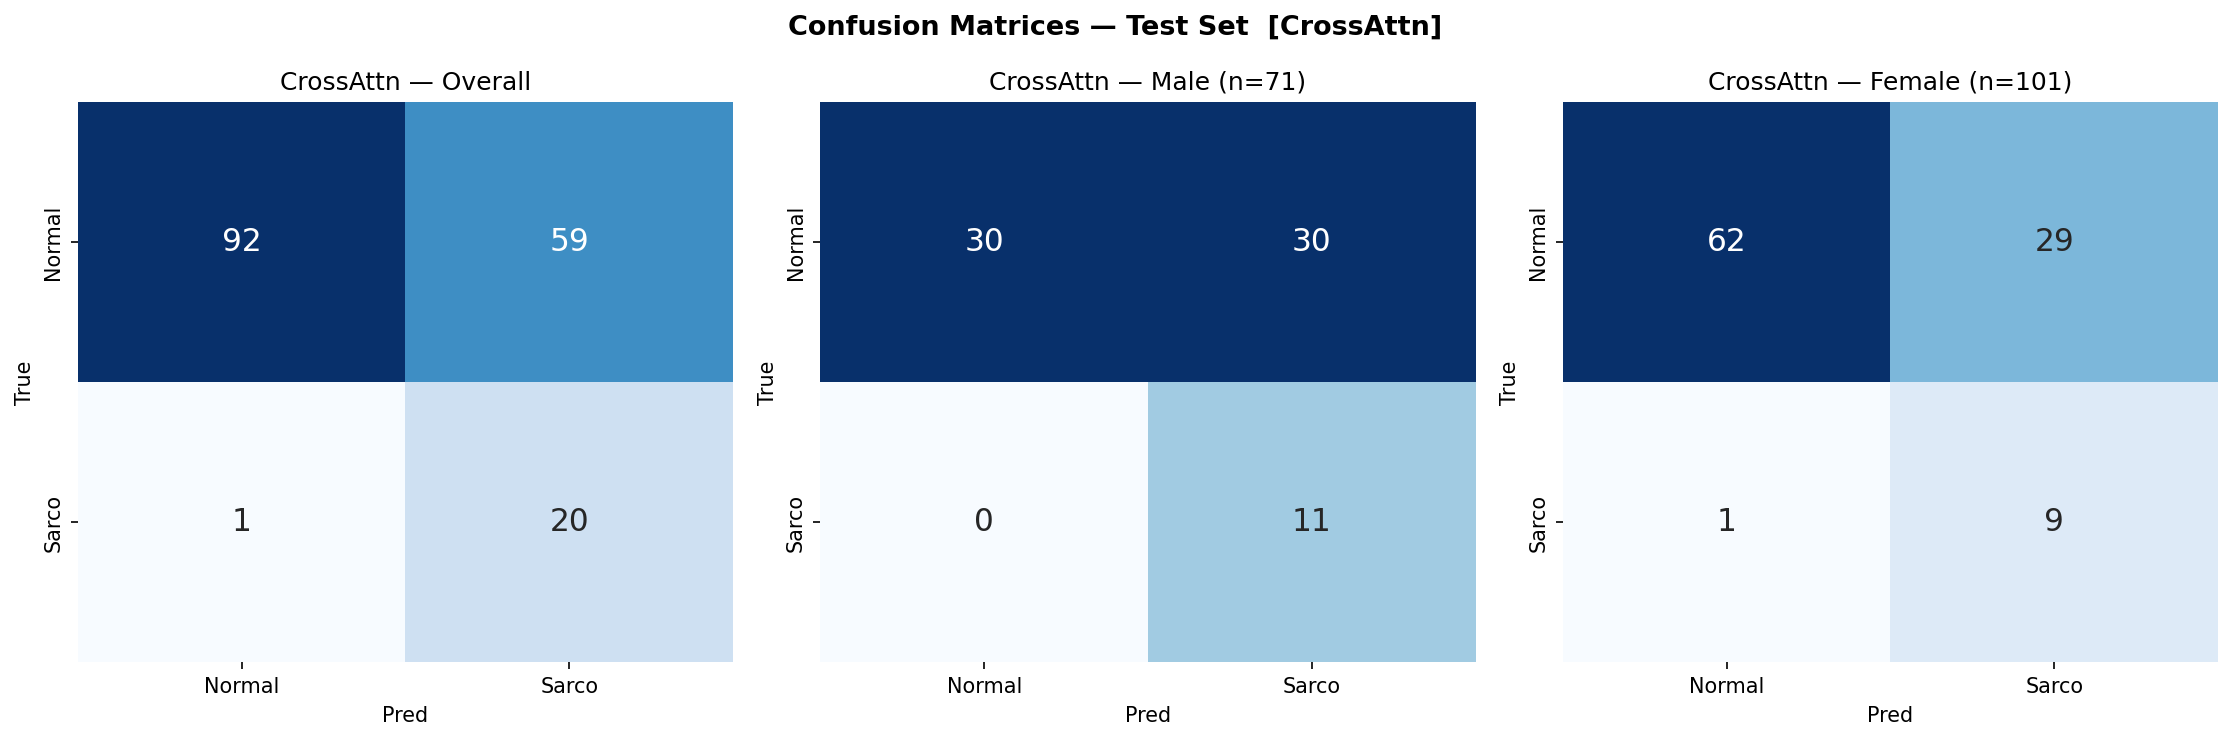 Confusion Matrices — Test Set [CrossAttn]
CrossAttn — Overall
True
Normal
Sarco
92
59
1
20
Normal
Sarco
Pred
CrossAttn — Male (n=71)
True
Normal
Sarco
30
30
0
11
Normal
Sarco
Pred
CrossAttn — Female (n=101)
True
Normal
Sarco
62
29
1
9
Normal
Sarco
Pred